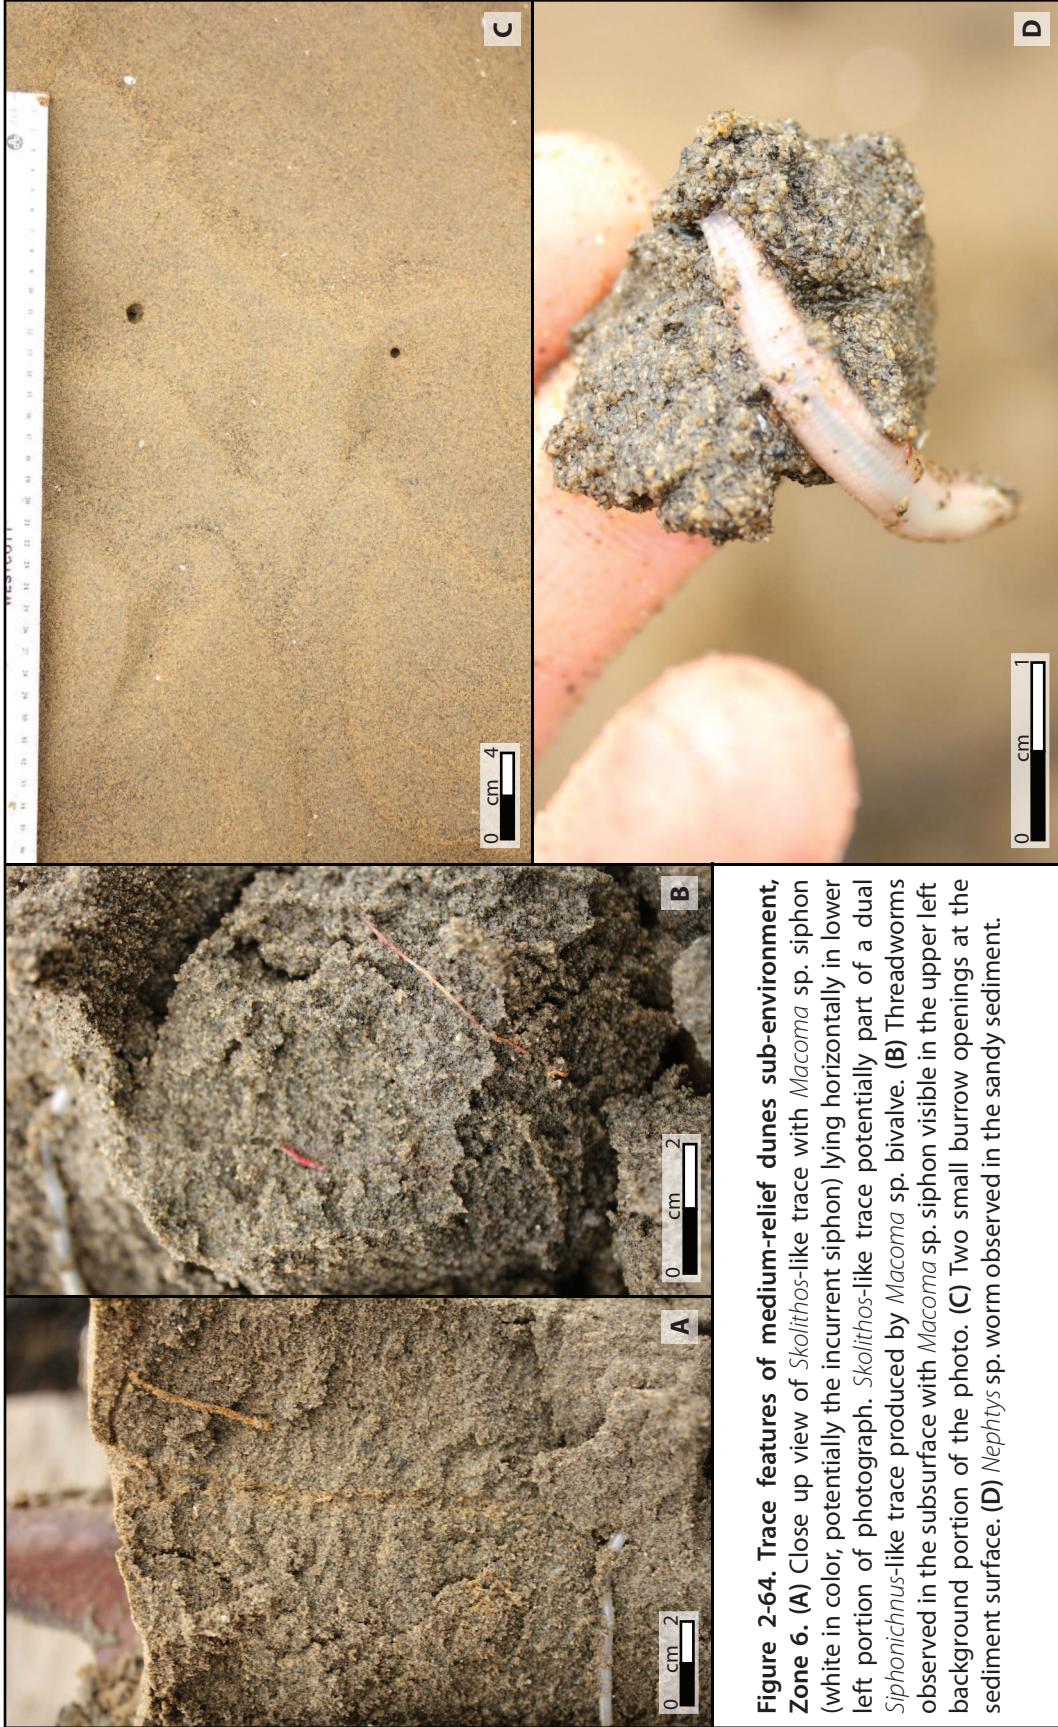 A
0 cm 2
B
0 cm 2
C
0 cm 4
D
0 cm 1
Figure 2-64. Trace features of medium-relief dunes sub-environment,
Zone 6. (A) Close up view of Skolithos-like trace with Macoma sp. siphon
(white in color, potentially the incurrent siphon) lying horizontally in lower
left portion of photograph. Skolithos-like trace potentially part of a dual
Siphonichnus-like trace produced by Macoma sp. bivalve. (B) Threadworms
observed in the subsurface with Macoma sp. siphon visible in the upper left
background portion of the photo. (C) Two small burrow openings at the
sediment surface. (D) Nephtys sp. worm observed in the sandy sediment.